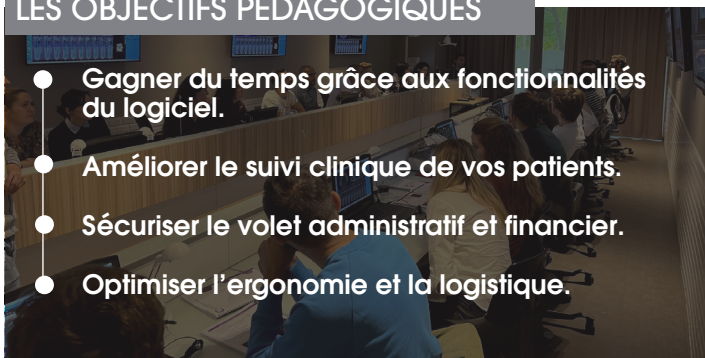 LES OBJECTIFS PÉDAGOGIQUES
Gagner du temps grâce aux fonctionnalités
du logiciel.
Améliorer le suivi clinique de vos patients.
Sécuriser le volet administratif et financier.
Optimiser l’ergonomie et la logistique.